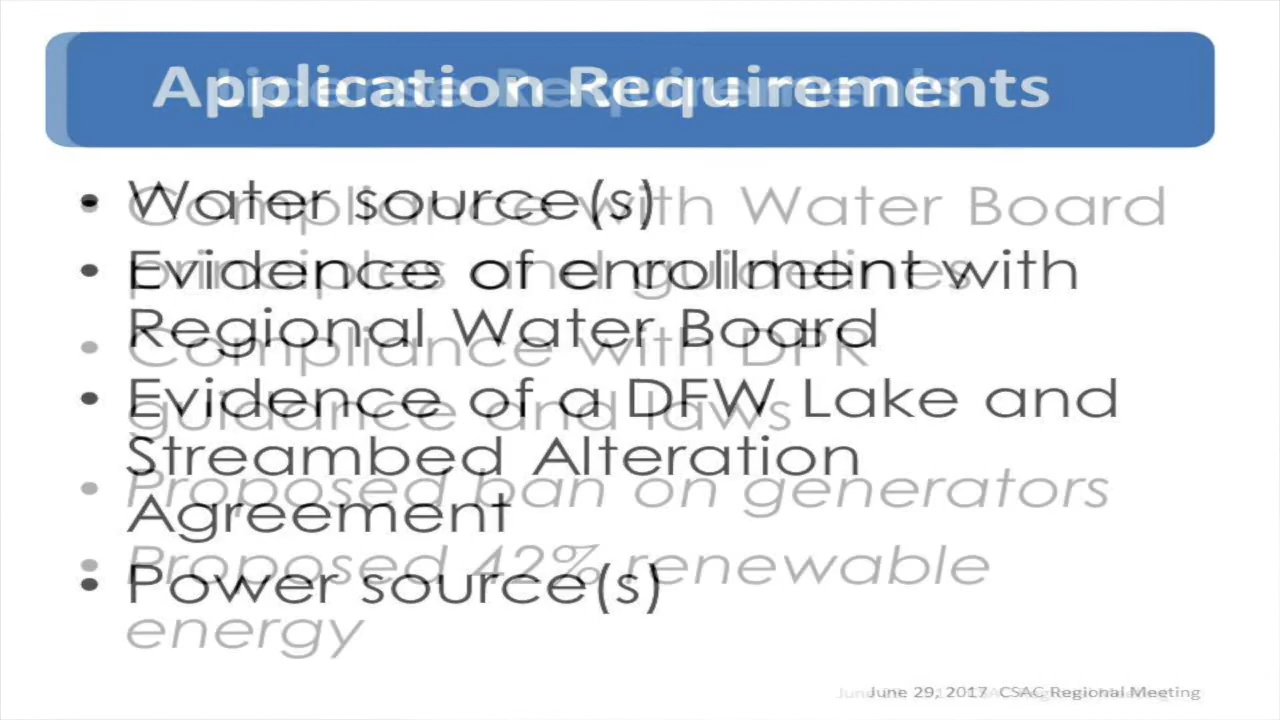 Application Requirements
License Requirements
• Water source(s)
• Evidence of enrollment with
Regional Water Board
• Evidence of a DFW Lake and
Streambed Alteration
Agreement
• Power source(s)
• Compliance with Water Board
principles and guidelines
• Compliance with DPR
guidance and laws
• Proposed ban on generators
• Proposed 42% renewable
energy
June 29, 2017 CSAC Regional Meeting